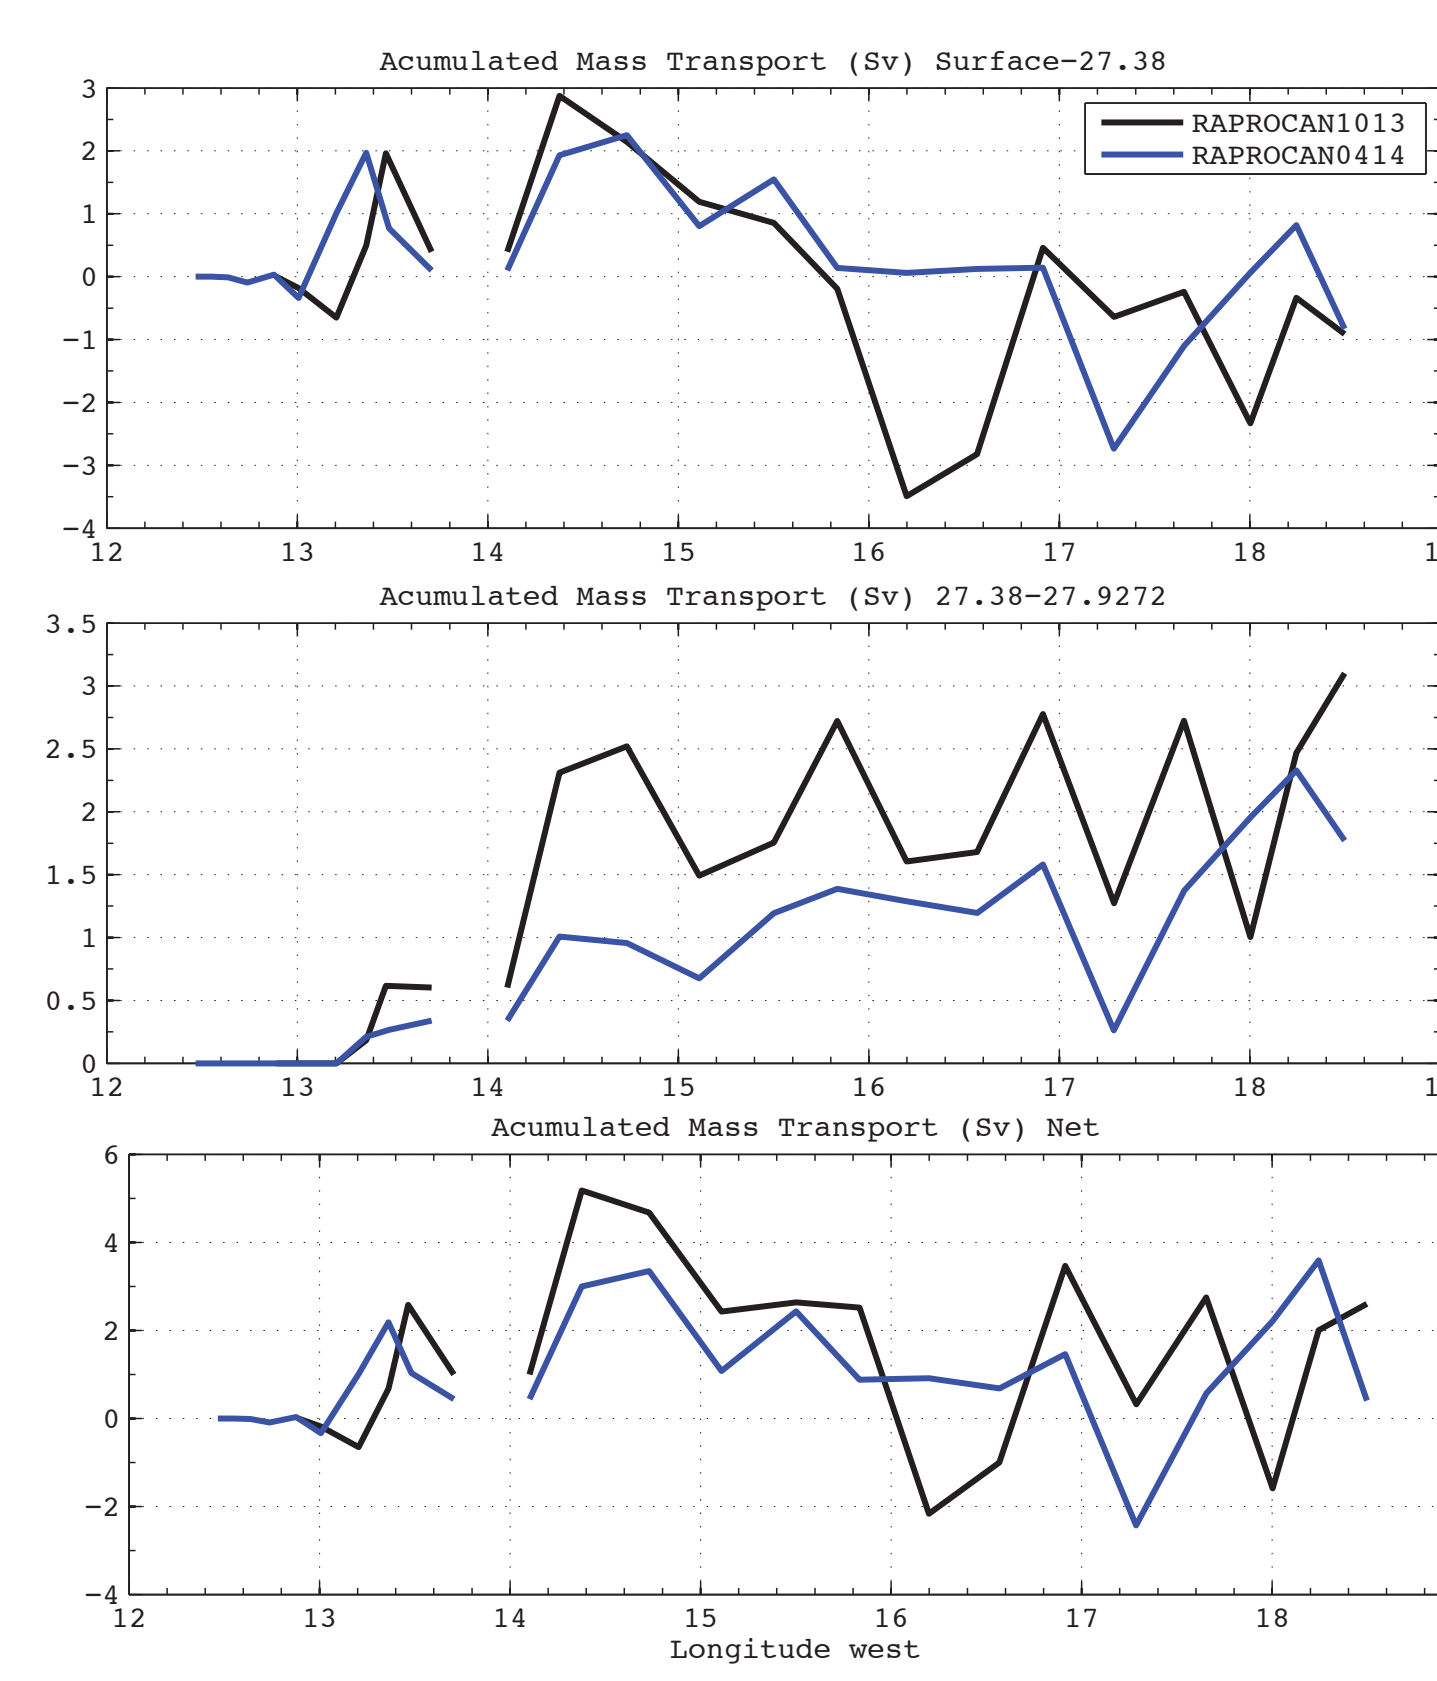 Acumulated Mass Transport (Sv) Surface−27.38
3
2
1
0
−1
−2
−3
−4
RAPROCAN1013
RAPROCAN0414
12 13 14 15 16 17 18 1
Acumulated Mass Transport (Sv) 27.38−27.9272
3.5
3
2.5
2
1.5
1
0.5
0
12 13 14 15 16 17 18 1
Acumulated Mass Transport (Sv) Net
6
4
2
0
−2
−4
12 13 14 15 16 17 18
Longitude west